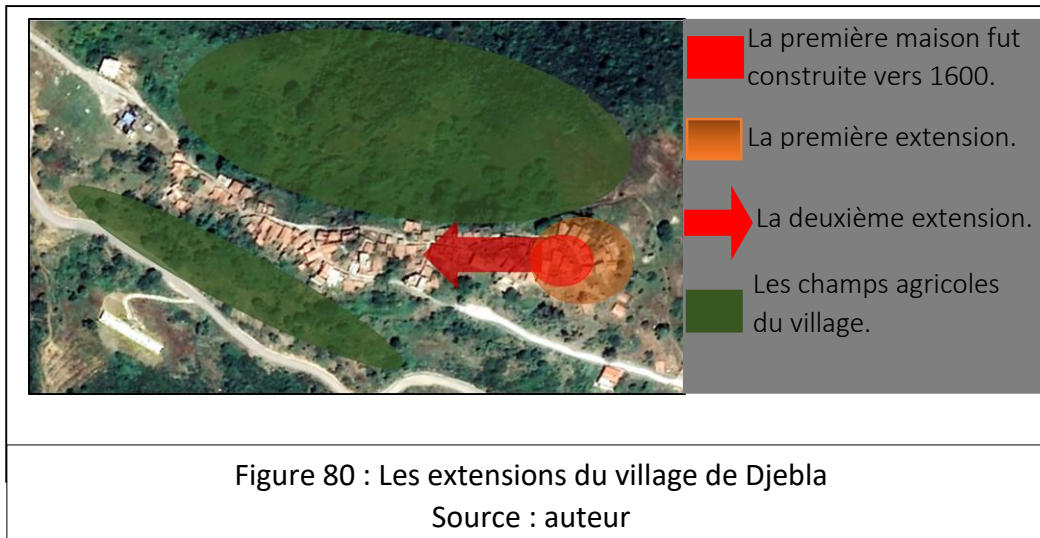 La première maison fut
construite vers 1600.
La première extension.
La deuxième extension.
Les champs agricoles
du village.
Figure 80 : Les extensions du village de Djebla
Source : auteur